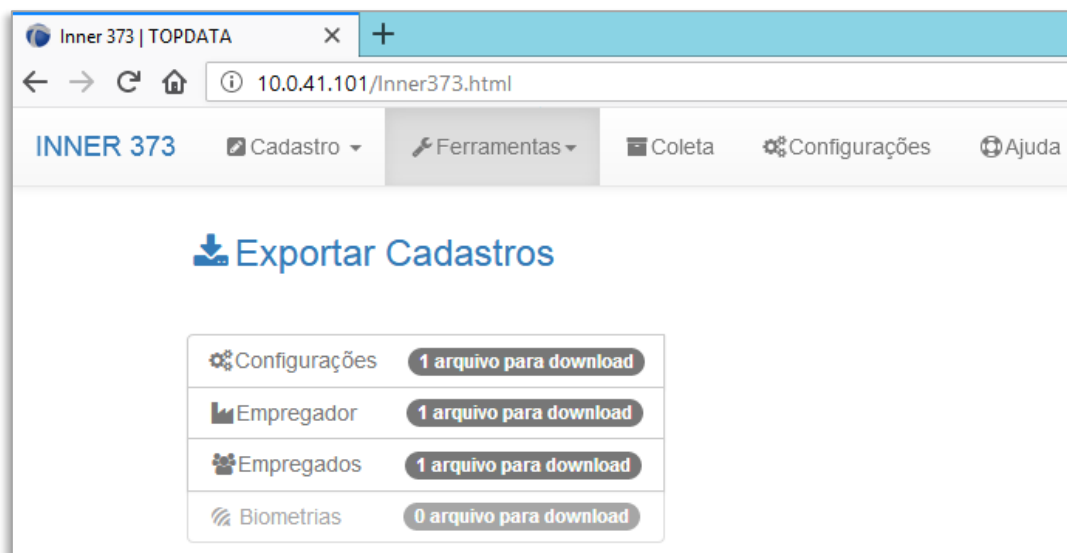 Inner 373 | TOPDATA
10.0.41.101/Inner373.html
INNER 373 Cadastro Ferramentas Coleta Configurações Ajuda
Exportar Cadastros
Configurações 1 arquivo para download
Empregador 1 arquivo para download
Empregados 1 arquivo para download
Biometrias 0 arquivo para download